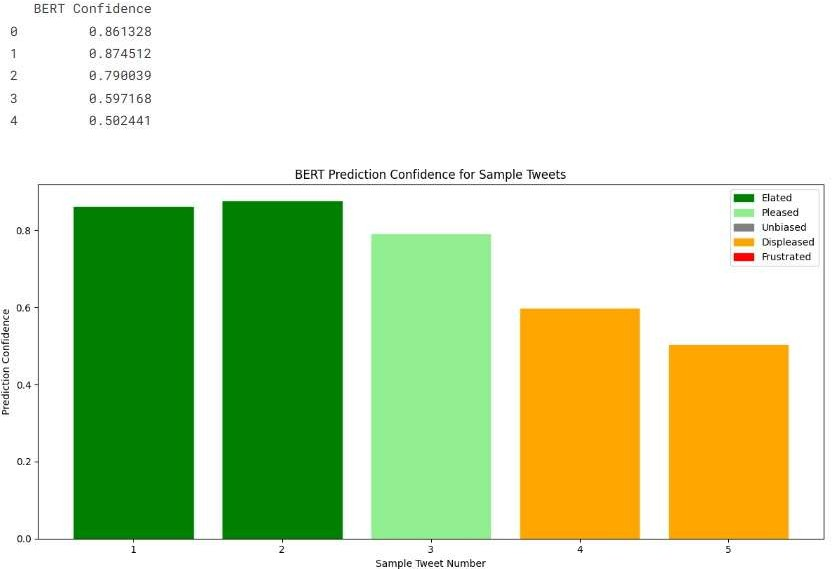 BERT Confidence
0 0.861328
1 0.874512
2 0.790039
3 0.597168
4 0.502441
BERT Prediction Confidence for Sample Tweets
Elated
Pleased
Unbiased
Displeased
Frustrated
0.8
0.6
0.4
0.2
0.0
Prediction Confidence
1 2 3 4 5
Sample Tweet Number